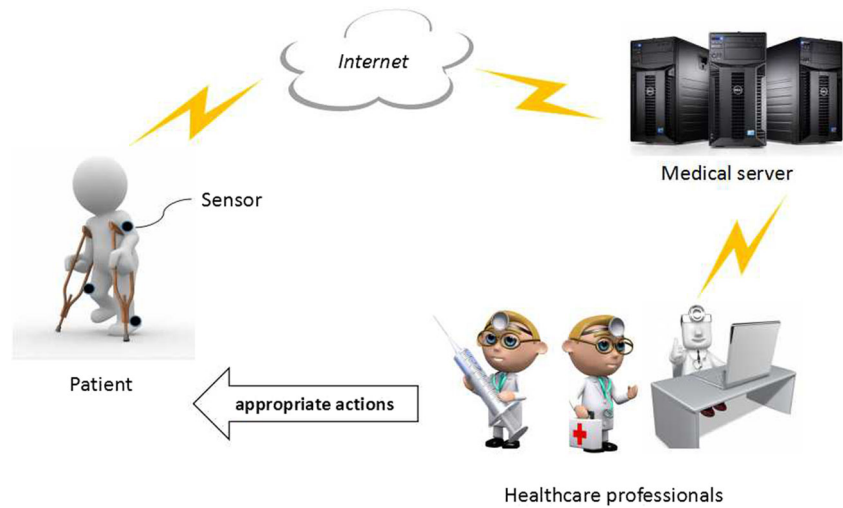 Internet
Medical server
Sensor
Patient
appropriate actions
Healthcare professionals